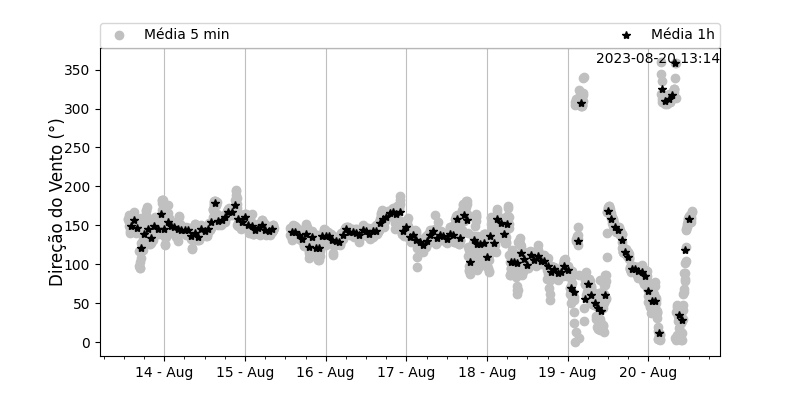 Média 5 min
Média 1h
2023-08-20 13:14
Direção do Vento (°)
350
300
250
200
150
100
50
0
14 - Aug
15 - Aug
16 - Aug
17 - Aug
18 - Aug
19 - Aug
20 - Aug